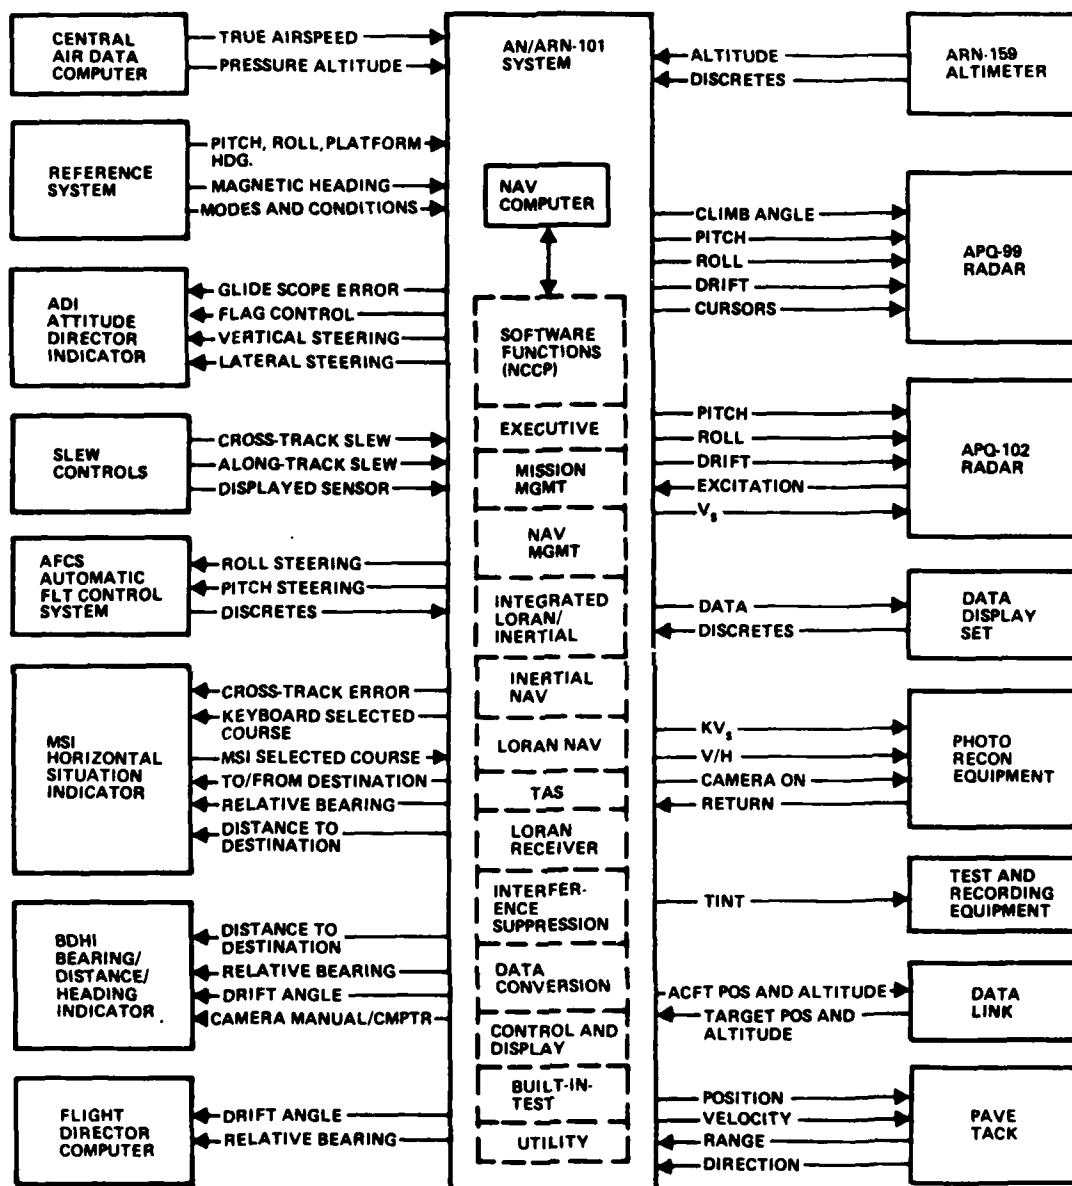 CENTRAL
AIR DATA
COMPUTER
TRUE AIRSPEED
PRESSURE ALTITUDE
REFERENCE
SYSTEM
PITCH, ROLL, PLATFORM
HDG.
MAGNETIC HEADING
MODES AND CONDITIONS
ADI
ATTITUDE
DIRECTOR
INDICATOR
GLIDE SCOPE ERROR
FLAG CONTROL
VERTICAL STEERING
LATERAL STEERING
SLEW
CONTROLS
CROSS-TRACK SLEW
ALONG-TRACK SLEW
DISPLAYED SENSOR
AFCS
AUTOMATIC
FLT CONTROL
SYSTEM
ROLL STEERING
PITCH STEERING
DISCRETES
MSI
HORIZONTAL
SITUATION
INDICATOR
CROSS-TRACK ERROR
KEYBOARD SELECTED
COURSE
MSI SELECTED COURSE
TO/FROM DESTINATION
RELATIVE BEARING
DISTANCE TO
DESTINATION
BDHI
BEARING/
DISTANCE/
HEADING
INDICATOR
DISTANCE TO
DESTINATION
RELATIVE BEARING
DRIFT ANGLE
CAMERA MANUAL/CMPTR
FLIGHT
DIRECTOR
COMPUTER
DRIFT ANGLE
RELATIVE BEARING
AN/ARN-101
SYSTEM
NAV
COMPUTER
SOFTWARE
FUNCTIONS
(NCCP)
EXECUTIVE
MISSION
MGMT
NAV
MGMT
INTEGRATED
LORAN/
INERTIAL
INERTIAL
NAV
LORAN NAV
TAS
LORAN
RECEIVER
INTERFER-
ENCE
SUPPRESSION
DATA
CONVERSION
CONTROL AND
DISPLAY
BUILT-IN-
TEST
UTILITY
ALTITUDE
DISCRETES
ARN-159
ALTIMETER
CLIMB ANGLE
PITCH
ROLL
DRIFT
CURSORS
APQ-99
RADAR
PITCH
ROLL
DRIFT
EXCITATION
Vs
APQ-102
RADAR
DATA
DISCRETES
DATA
DISPLAY
SET
KVs
V/H
CAMERA ON
RETURN
PHOTO
RECON
EQUIPMENT
TINT
TEST AND
RECORDING
EQUIPMENT
ACFT POS AND ALTITUDE
TARGET POS AND
ALTITUDE
DATA
LINK
POSITION
VELOCITY
RANGE
DIRECTION
PAVE
TACK